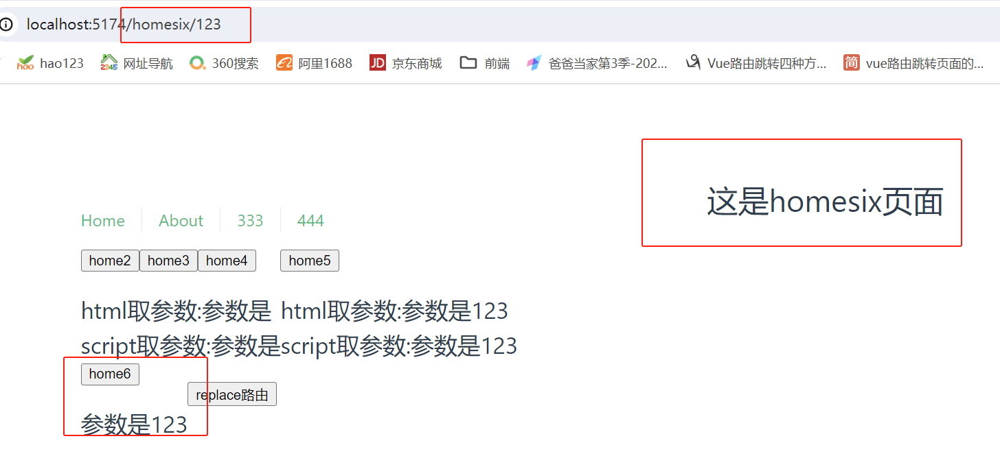 localhost:5174/homesix/123
hao123 网址导航 360搜索 阿里1688 JD 京东商城 前端 爸爸当家第3季-202... Vue路由跳转四种方... 简 vue路由跳转页面的...
这是homesix页面
Home About 333 444
home2 home3 home4 home5
html取参数:参数是 html取参数:参数是123
script取参数:参数是script取参数:参数是123
home6
replace路由
参数是123